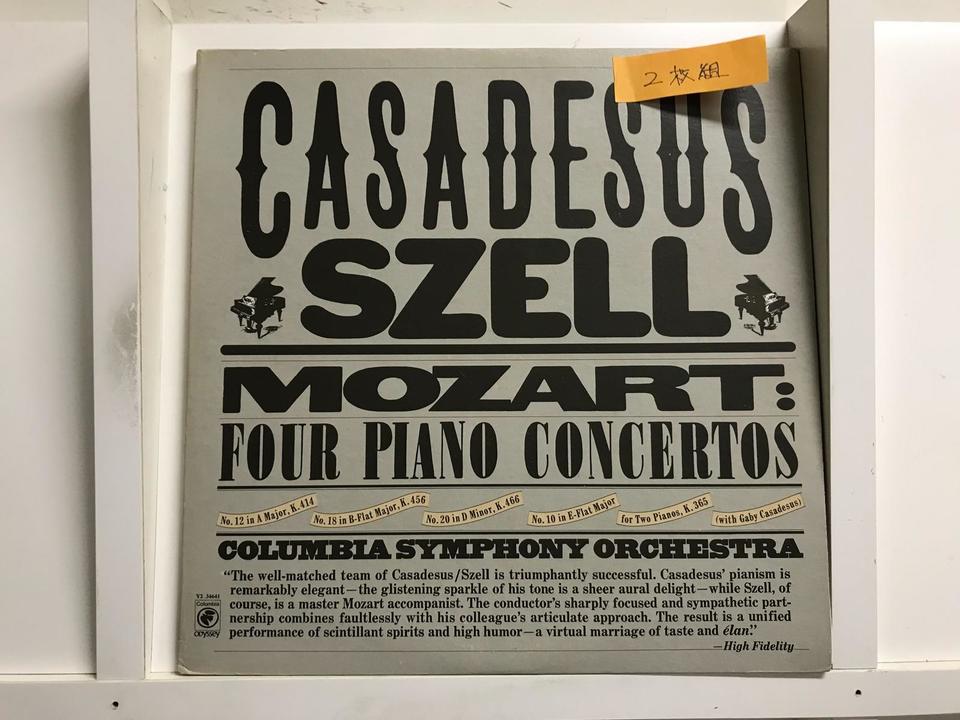 2枚組
CASADESUS
SZELL
MOZART:
FOUR PIANO CONCERTOS
No. 12 in A Major, K. 414
No. 18 in B-Flat Major, K. 456
No. 20 in D Minor, K. 466
No. 10 in E-Flat Major
for Two Pianos, K. 365
(with Gaby Casadesus)
COLUMBIA SYMPHONY ORCHESTRA
“The well-matched team of Casadesus/Szell is triumphantly successful. Casadesus’ pianism is
remarkably elegant—the glistening sparkle of his tone is a sheer aural delight—while Szell, of
course, is a master Mozart accompanist. The conductor’s sharply focused and sympathetic part-
nership combines faultlessly with his colleague’s articulate approach. The result is a unified
performance of scintillant spirits and high humor—a virtual marriage of taste and élan.”
—High Fidelity
Y3 34641
Columbia
ODYSSEY